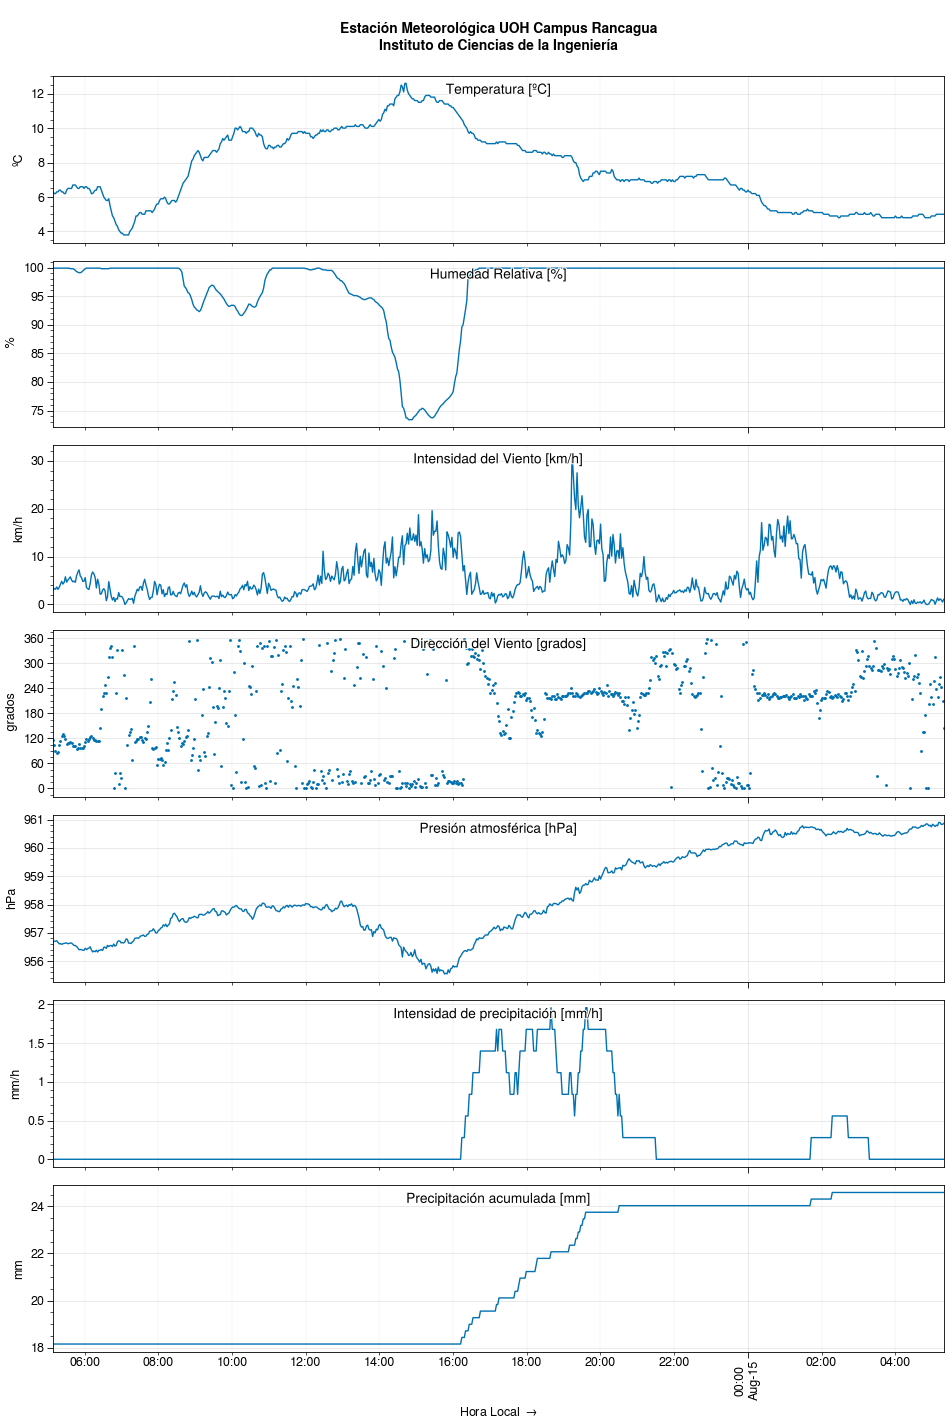 Estación Meteorológica UOH Campus Rancagua
Instituto de Ciencias de la Ingeniería
Temperatura [ºC]
ºC
12
10
8
6
4
Humedad Relativa [%]
%
100
95
90
85
80
75
Intensidad del Viento [km/h]
km/h
30
20
10
0
Dirección del Viento [grados]
grados
360
300
240
180
120
60
0
Presión atmosférica [hPa]
hPa
961
960
959
958
957
956
Intensidad de precipitación [mm/h]
mm/h
2
1.5
1
0.5
0
Precipitación acumulada [mm]
mm
24
22
20
18
06:00 08:00 10:00 12:00 14:00 16:00 18:00 20:00 22:00 00:00 02:00 04:00
Aug-15
Hora Local →